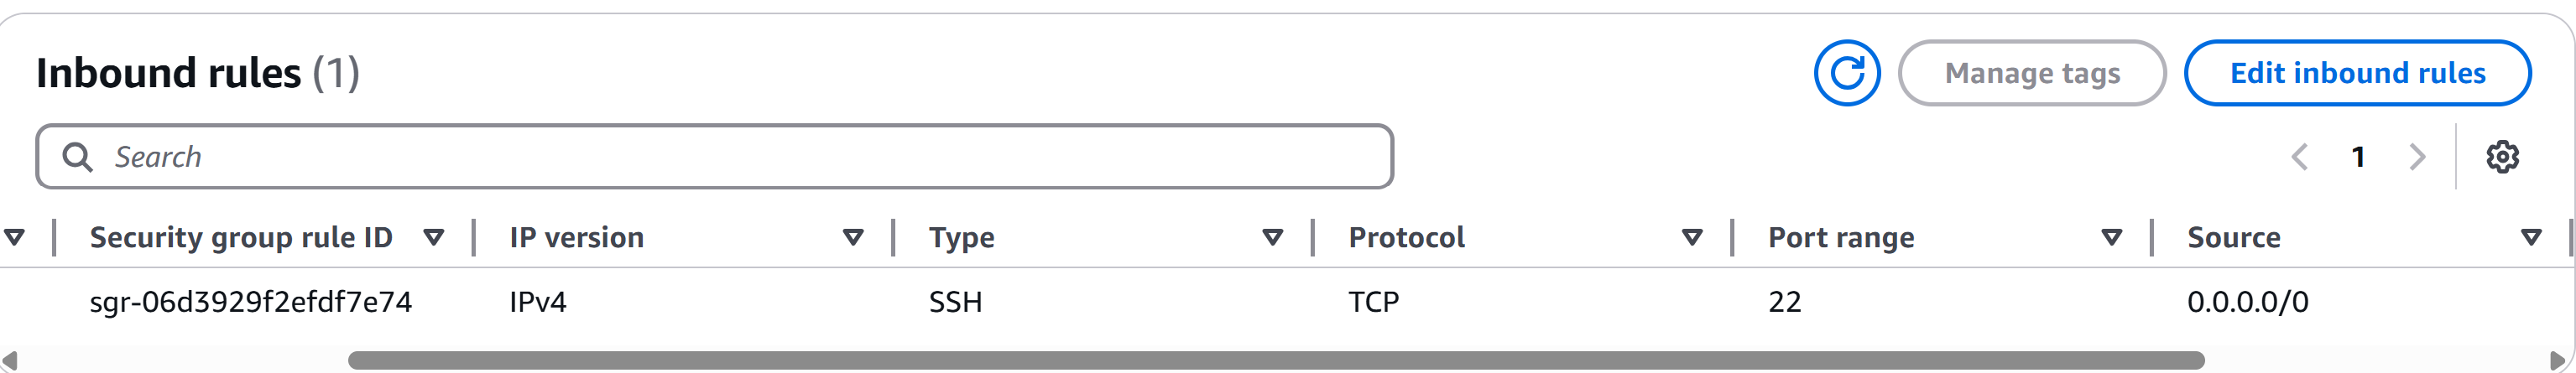 Inbound rules (1)
Manage tags
Edit inbound rules
Search
1
Security group rule ID IP version Type Protocol Port range Source
sgr-06d3929f2efdf7e74 IPv4 SSH TCP 22 0.0.0.0/0